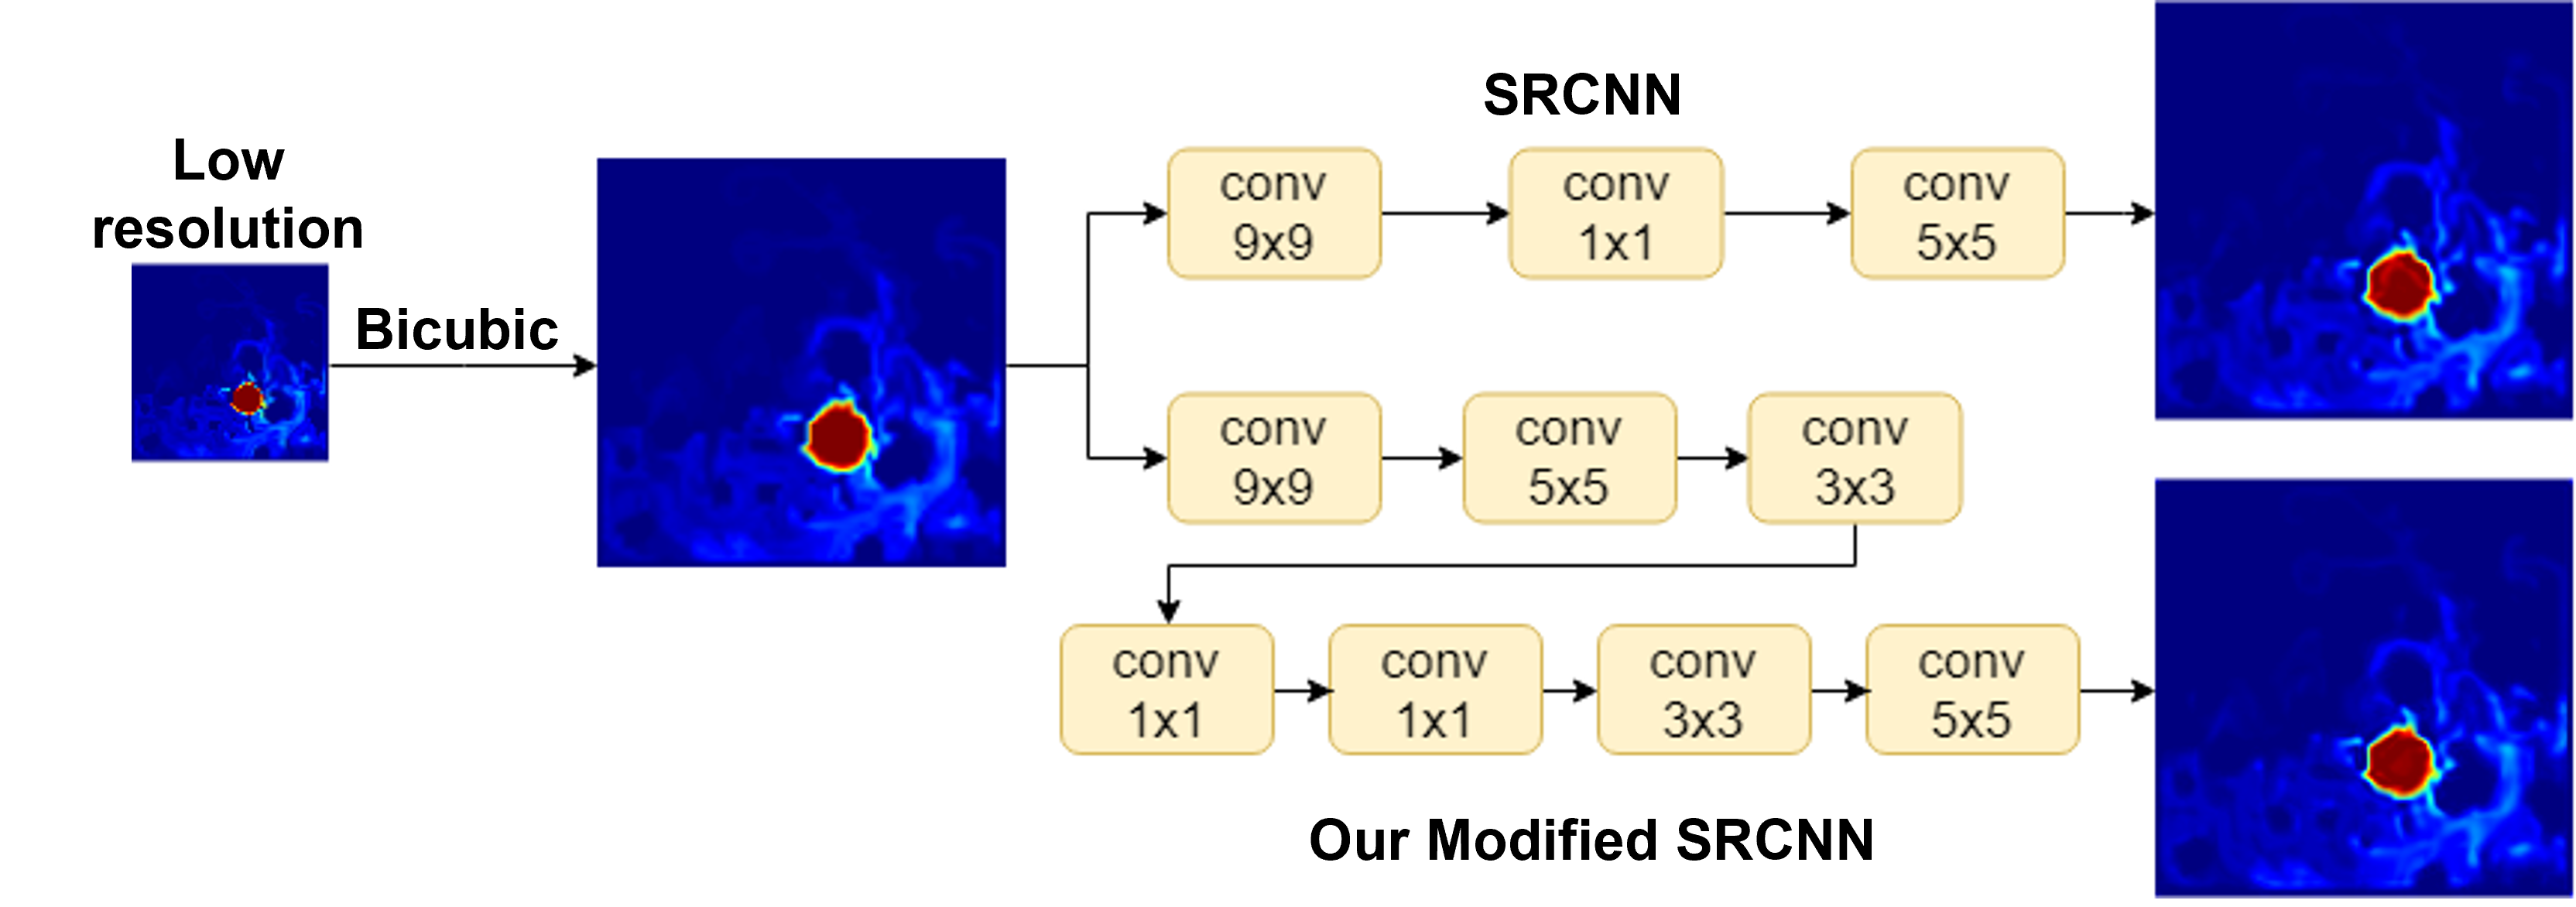 Low
resolution
Bicubic
SRCNN
conv
9x9
conv
1x1
conv
5x5
conv
9x9
conv
5x5
conv
3x3
conv
1x1
conv
1x1
conv
3x3
conv
5x5
Our Modified SRCNN